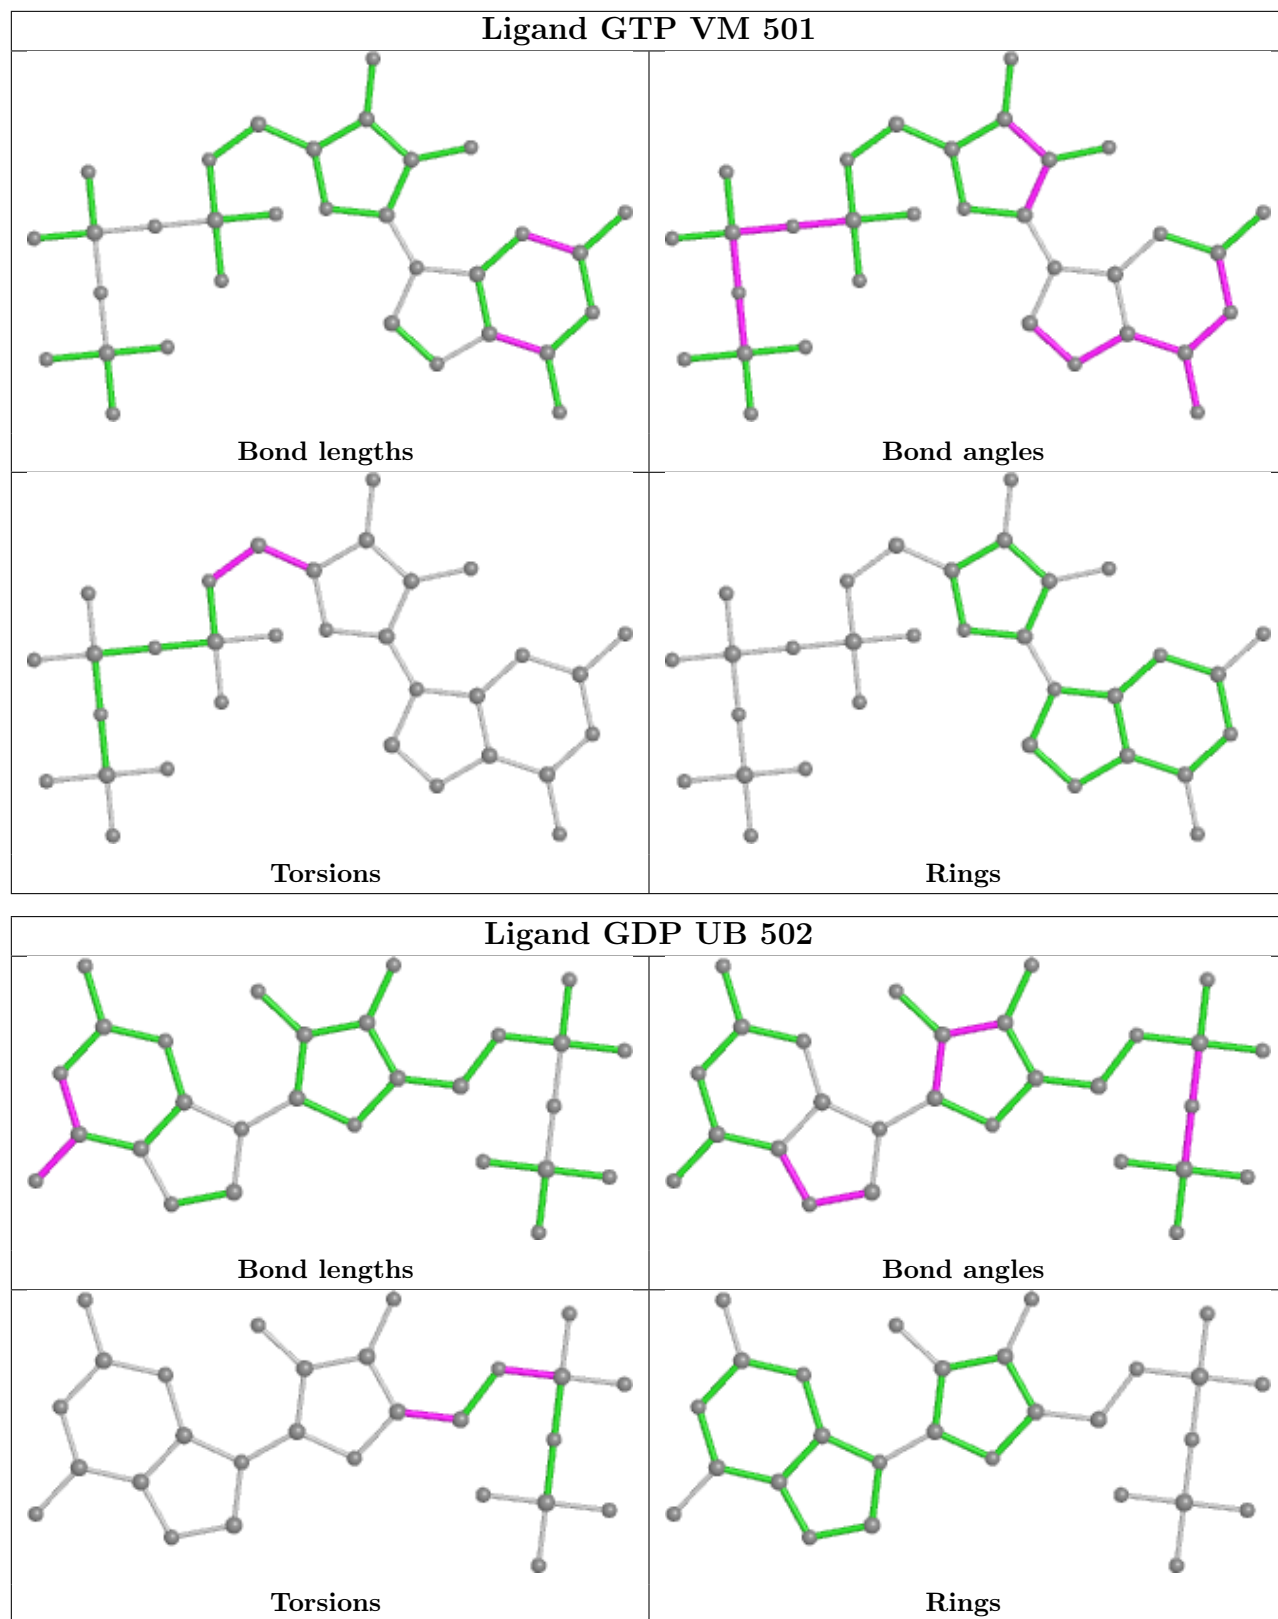 Ligand GTP VM 501
Bond lengths
Bond angles
Torsions
Rings
Ligand GDP UB 502
Bond lengths
Bond angles
Torsions
Rings